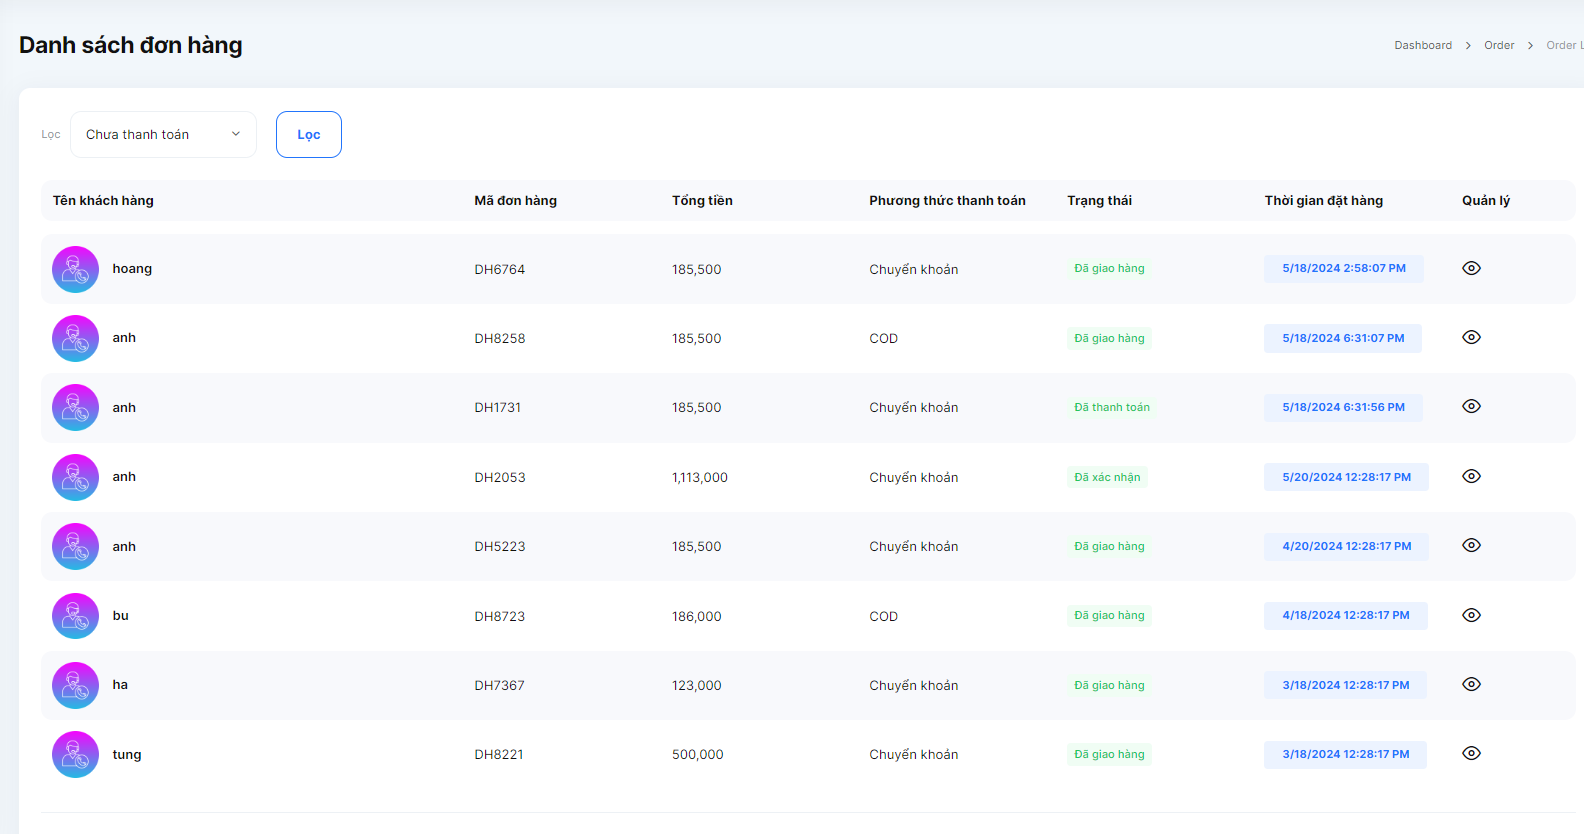 Danh sách đơn hàng
Dashboard > Order > Order L
Lọc Chưa thanh toán Lọc
Tên khách hàng Mã đơn hàng Tổng tiền Phương thức thanh toán Trạng thái Thời gian đặt hàng Quản lý
hoang DH6764 185,500 Chuyển khoản Đã giao hàng 5/18/2024 2:58:07 PM
anh DH8258 185,500 COD Đã giao hàng 5/18/2024 6:31:07 PM
anh DH1731 185,500 Chuyển khoản Đã thanh toán 5/18/2024 6:31:56 PM
anh DH2053 1,113,000 Chuyển khoản Đã xác nhận 5/20/2024 12:28:17 PM
anh DH5223 185,500 Chuyển khoản Đã giao hàng 4/20/2024 12:28:17 PM
bu DH8723 186,000 COD Đã giao hàng 4/18/2024 12:28:17 PM
ha DH7367 123,000 Chuyển khoản Đã giao hàng 3/18/2024 12:28:17 PM
tung DH8221 500,000 Chuyển khoản Đã giao hàng 3/18/2024 12:28:17 PM